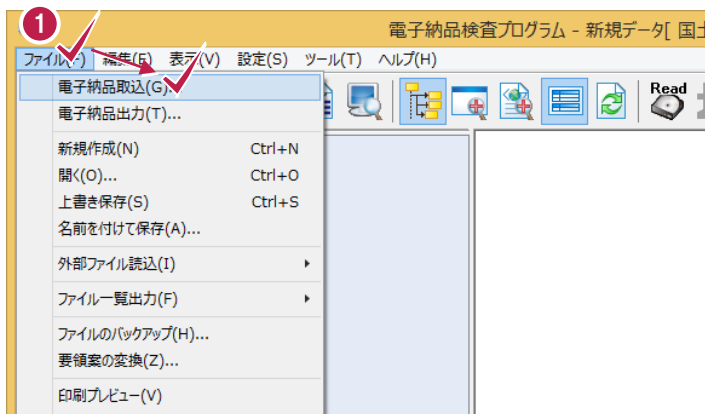 1
電子納品検査プログラム - 新規データ[ 国土
ファイル(F) 編集(E) 表示(V) 設定(S) ツール(T) ヘルプ(H)
電子納品取込(G)...
電子納品出力(T)...
Read
新規作成(N) Ctrl+N
開く(O)... Ctrl+O
上書き保存(S) Ctrl+S
名前を付けて保存(A)...
外部ファイル読込(I)
ファイル一覧出力(F)
ファイルのバックアップ(H)...
要領案の変換(Z)...
印刷プレビュー(V)